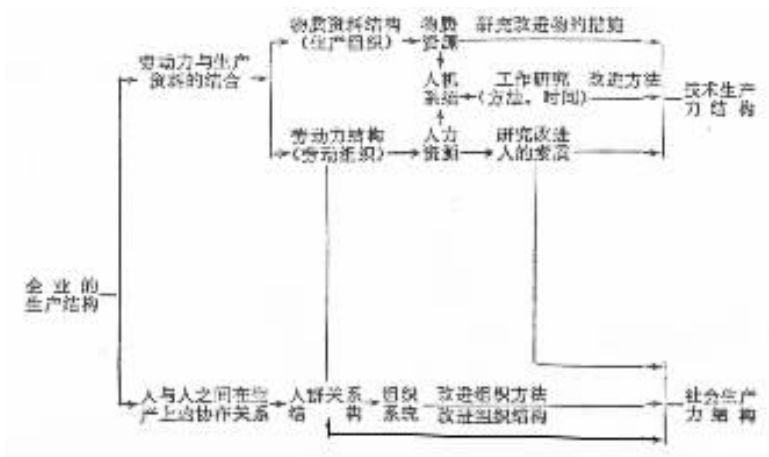 物质资料结构
(生产组织)
物质
资源
研究改进物的措施
劳动力与生产
资料的结合
人机
系统
工作研究
(方法、时间)
改进方法
技术生产
力结构
劳动力结构
(劳动组织)
人力
资源
研究改进
人的素质
企业的
生产结构
人与人之间在生
产上的协作关系
人群关系
结构
组织
系统
改进组织方法
改进组织结构
社会生产
力结构